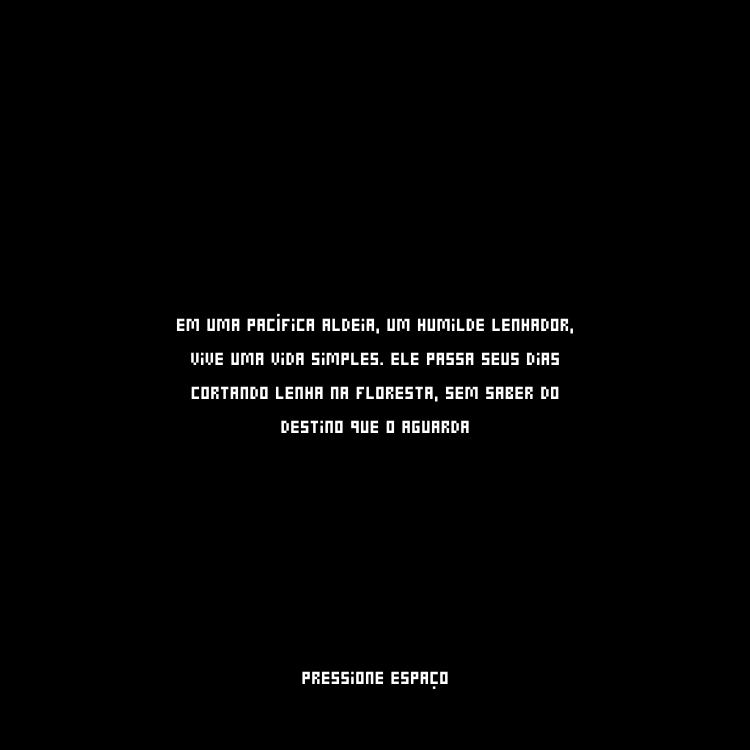 EM UMA PACÍFICA ALDEIA, UM HUMILDE LENHADOR,
VIVE UMA VIDA SIMPLES. ELE PASSA SEUS DIAS
CORTANDO LENHA NA FLORESTA, SEM SABER DO
DESTINO QUE O AGUARDA
PRESSIONE ESPAÇO